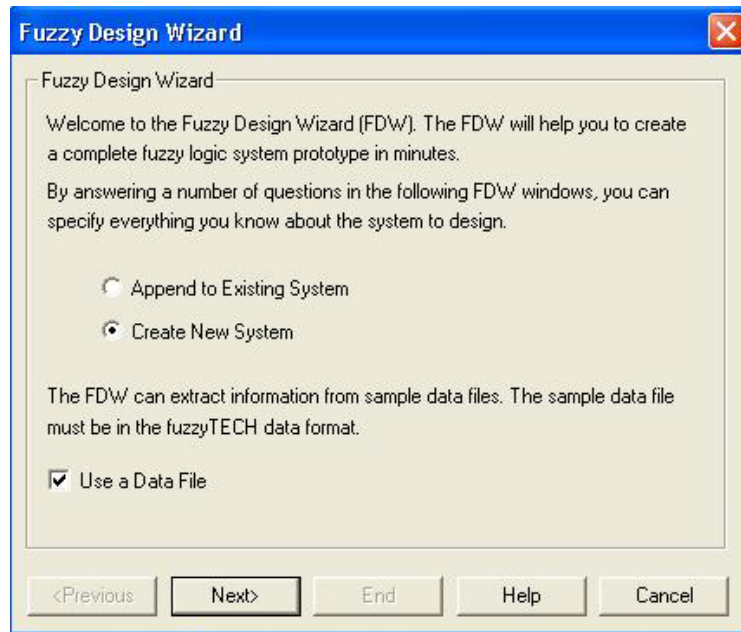 Fuzzy Design Wizard
Fuzzy Design Wizard
Welcome to the Fuzzy Design Wizard (FDW). The FDW will help you to create
a complete fuzzy logic system prototype in minutes.
By answering a number of questions in the following FDW windows, you can
specify everything you know about the system to design.
Append to Existing System
Create New System
The FDW can extract information from sample data files. The sample data file
must be in the fuzzyTECH data format.
Use a Data File
<Previous Next> End Help Cancel